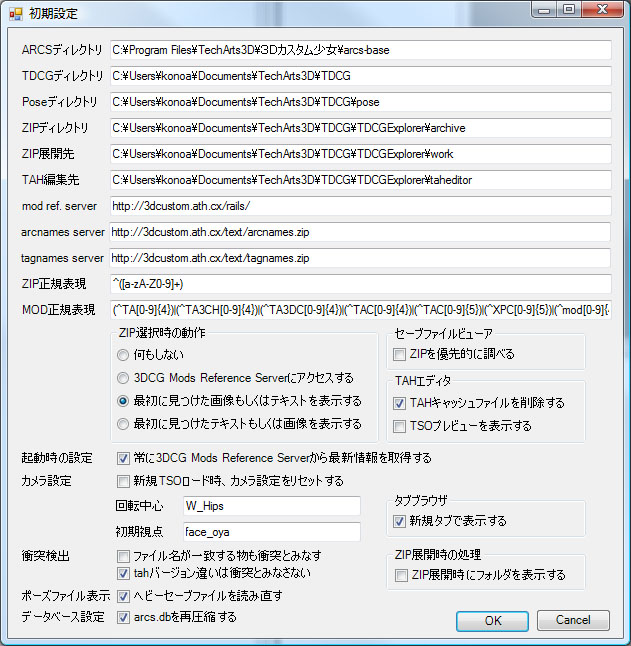 初期設定
ARCSディレクトリ C:¥Program Files¥TechArts3D¥3Dカスタム少女¥arcs-base
TDCGディレクトリ C:¥Users¥konoa¥Documents¥TechArts3D¥TDCG
Poseディレクトリ C:¥Users¥konoa¥Documents¥TechArts3D¥TDCG¥pose
ZIPディレクトリ C:¥Users¥konoa¥Documents¥TechArts3D¥TDCG¥TDCGExplorer¥archive
ZIP展開先 C:¥Users¥konoa¥Documents¥TechArts3D¥TDCG¥TDCGExplorer¥work
TAH編集先 C:¥Users¥konoa¥Documents¥TechArts3D¥TDCG¥TDCGExplorer¥taheditor
mod ref. server http://3dcustom.ath.cx/rails/
arcnames server http://3dcustom.ath.cx/text/arcnames.zip
tagnames server http://3dcustom.ath.cx/text/tagnames.zip
ZIP正規表現 ^([a-zA-Z0-9]+)
MOD正規表現 (^TA[0-9]{4})|(^TA3CH[0-9]{4})|(^TA3DC[0-9]{4})|(^TAC[0-9]{4})|(^TAC[0-9]{5})|(^XPC[0-9]{5})|(^mod[0-9]{
ZIP選択時の動作
何もしない
3DCG Mods Reference Serverにアクセスする
最初に見つけた画像もしくはテキストを表示する
最初に見つけたテキストもしくは画像を表示する
セーブファイルビューア
ZIPを優先的に調べる
TAHエディタ
TAHキャッシュファイルを削除する
TSOプレビューを表示する
起動時の設定 常に3DCG Mods Reference Serverから最新情報を取得する
カメラ設定 新規TSOロード時、カメラ設定をリセットする
回転中心 W_Hips
初期視点 face_oya
タブブラウザ
新規タブで表示する
衝突検出 ファイル名が一致する物も衝突とみなす
tahバージョン違いは衝突とみなさない
ZIP展開時の処理
ZIP展開時にフォルダを表示する
ポーズファイル表示 ヘビーセーブファイルを読み直す
データベース設定 arcs.dbを再圧縮する
OK Cancel